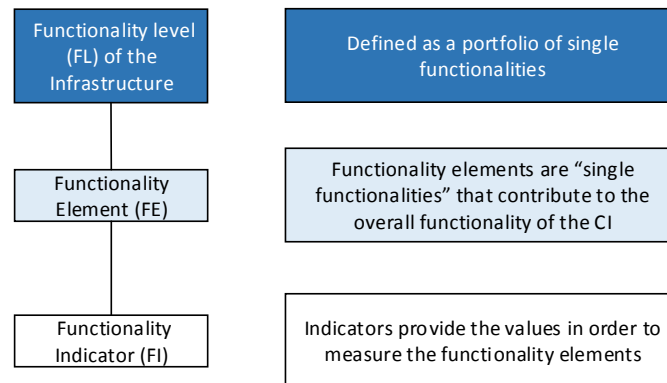 Functionality level
(FL) of the
Infrastructure
Defined as a portfolio of single
functionalities
Functionality
Element (FE)
Functionality elements are “single
functionalities” that contribute to the
overall functionality of the CI
Functionality
Indicator (FI)
Indicators provide the values in order to
measure the functionality elements